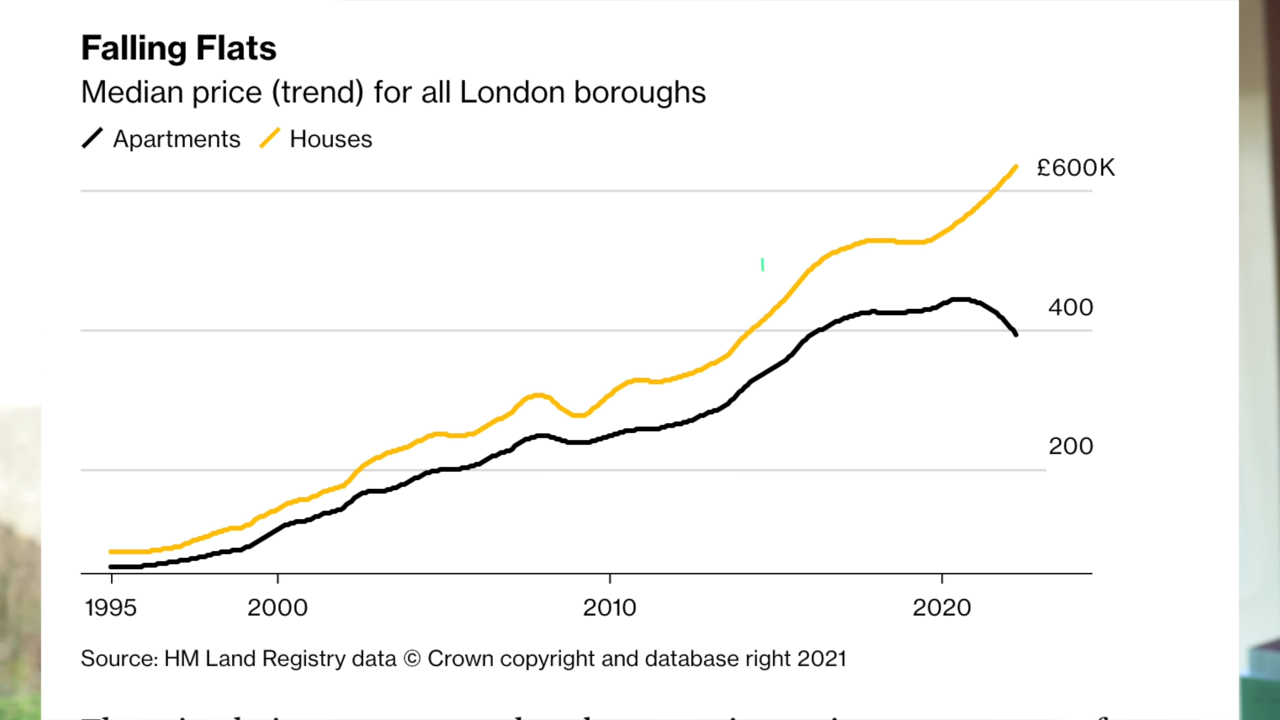 Falling Flats
Median price (trend) for all London boroughs
Apartments Houses
£600K
400
200
1995 2000 2010 2020
Source: HM Land Registry data © Crown copyright and database right 2021